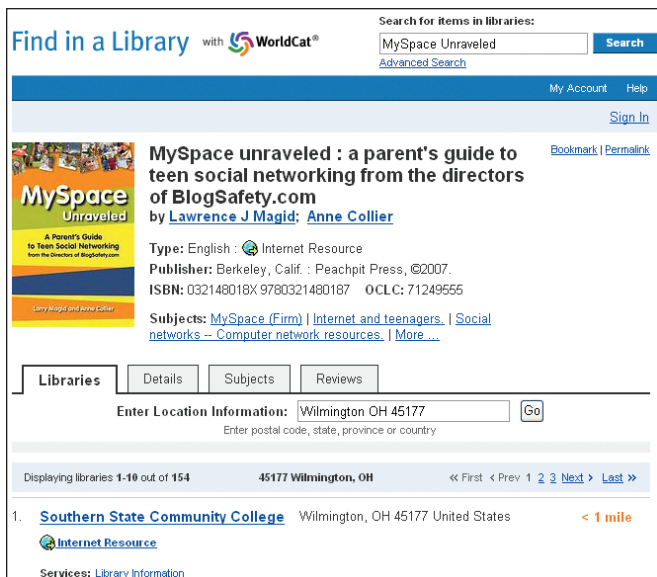 Find in a Library with WorldCat®
Search for items in libraries:
MySpace Unraveled Search
Advanced Search
My Account Help
Sign In
MySpace
Unraveled
A Parent's Guide
to Teen Social Networking
from the Directors of BlogSafety.com
Larry Magid and Anne Collier
MySpace unraveled : a parent's guide to
teen social networking from the directors
of BlogSafety.com
Bookmark | Permalink
by Lawrence J Magid; Anne Collier
Type: English : Internet Resource
Publisher: Berkeley, Calif. : Peachpit Press, ©2007.
ISBN: 032148018X 9780321480187 OCLC: 71249555
Subjects: MySpace (Firm) | Internet and teenagers. | Social
networks -- Computer network resources. | More ...
Libraries Details Subjects Reviews
Enter Location Information: Wilmington OH 45177 Go
Enter postal code, state, province or country
Displaying libraries 1-10 out of 154 45177 Wilmington, OH « First < Prev 1 2 3 Next > Last »
1. Southern State Community College Wilmington, OH 45177 United States < 1 mile
Internet Resource
Services: Library Information